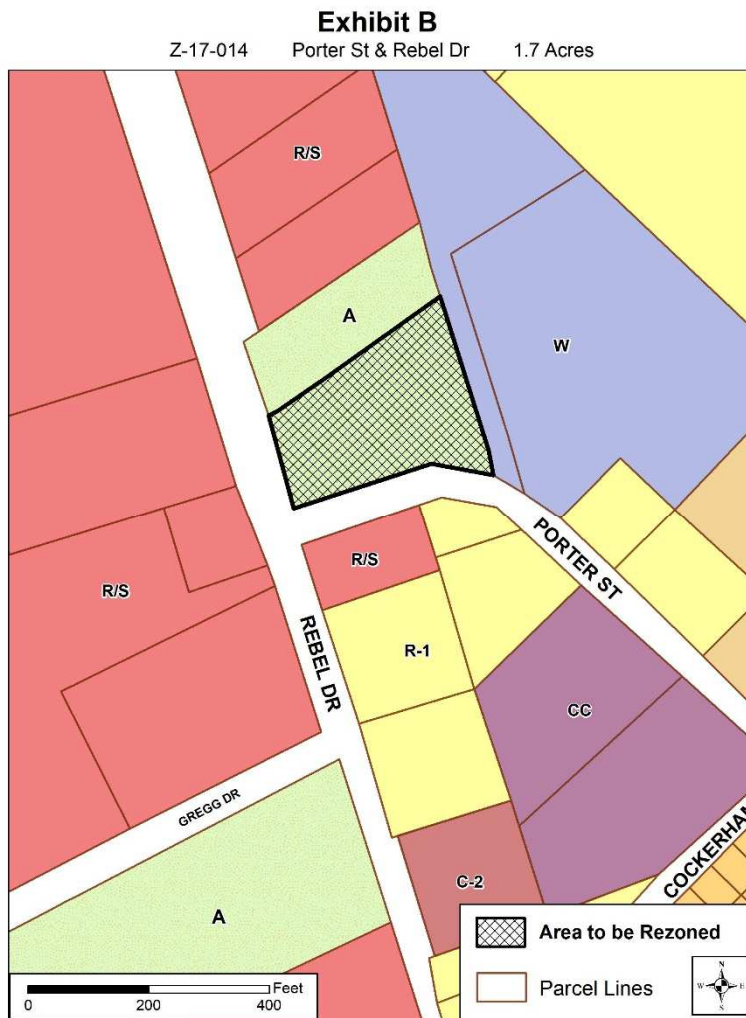 Exhibit B
Z-17-014 Porter St & Rebel Dr 1.7 Acres
R/S
A
W
R/S
R/S
PORTER ST
REBEL DR
R-1
CC
GREGG DR
COCKERHAM
C-2
A
Area to be Rezoned
Parcel Lines
N
W E
S
Feet
0 200 400